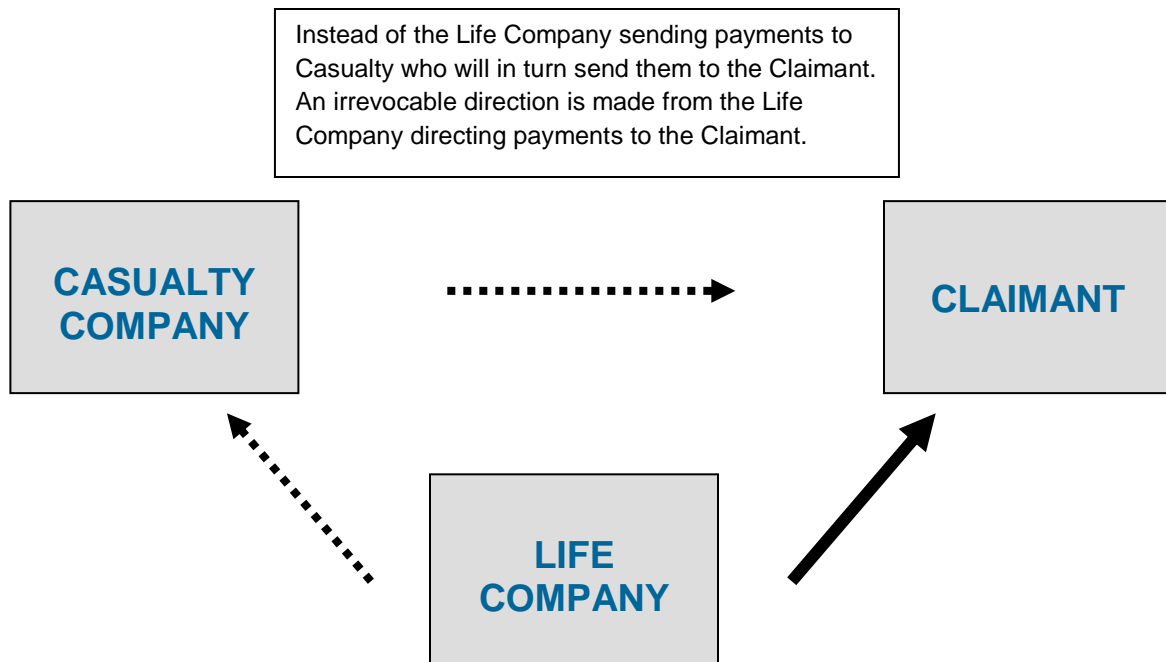 Instead of the Life Company sending payments to
Casualty who will in turn send them to the Claimant.
An irrevocable direction is made from the Life
Company directing payments to the Claimant.
CASUALTY
COMPANY
CLAIMANT
LIFE
COMPANY